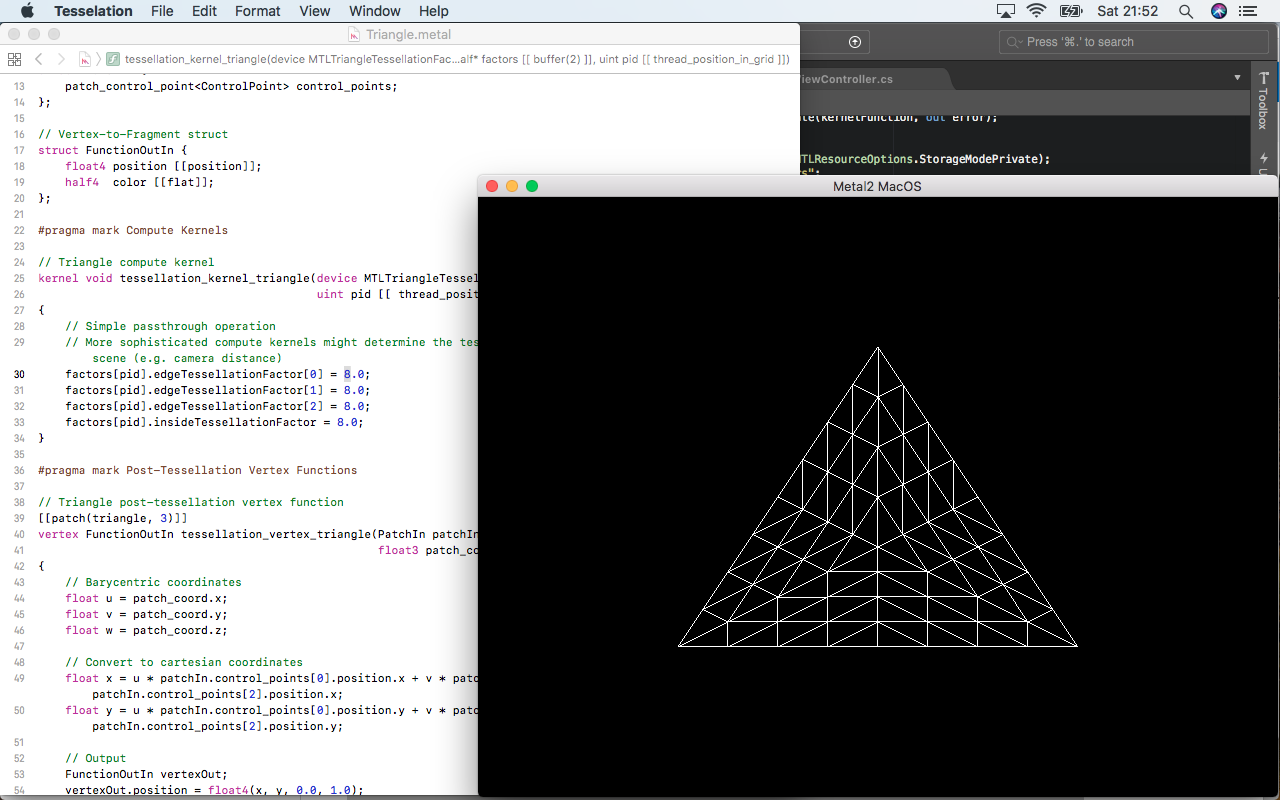 Tesselation File Edit Format View Window Help Sat 21:52
Triangle.metal
tessellation_kernel_triangle(device MTLTriangleTessellationFac...alf* factors [[ buffer(2) ]], uint pid [[ thread_position_in_grid ]])
13 patch_control_point<ControlPoint> control_points;
14 };
15
16 // Vertex-to-Fragment struct
17 struct FunctionOutIn {
18 float4 position [[position]];
19 half4 color [[flat]];
20 };
21
22 #pragma mark Compute Kernels
23
24 // Triangle compute kernel
25 kernel void tessellation_kernel_triangle(device MTLTriangleTessel
26 uint pid [[ thread_posit
27 {
28 // Simple passthrough operation
29 // More sophisticated compute kernels might determine the tes
scene (e.g. camera distance)
30 factors[pid].edgeTessellationFactor[0] = 8.0;
31 factors[pid].edgeTessellationFactor[1] = 8.0;
32 factors[pid].edgeTessellationFactor[2] = 8.0;
33 factors[pid].insideTessellationFactor = 8.0;
34 }
35
36 #pragma mark Post-Tessellation Vertex Functions
37
38 // Triangle post-tessellation vertex function
39 [[patch(triangle, 3)]]
40 vertex FunctionOutIn tessellation_vertex_triangle(PatchIn patchIn
41 float3 patch_co
42 {
43 // Barycentric coordinates
44 float u = patch_coord.x;
45 float v = patch_coord.y;
46 float w = patch_coord.z;
47
48 // Convert to cartesian coordinates
49 float x = u * patchIn.control_points[0].position.x + v * patc
patchIn.control_points[2].position.x;
50 float y = u * patchIn.control_points[0].position.y + v * patc
patchIn.control_points[2].position.y;
51
52 // Output
53 FunctionOutIn vertexOut;
54 vertexOut.position = float4(x, y, 0.0, 1.0);
Press '⌘.' to search
iewController.cs
te(kernelFunction, out error);
MTLResourceOptions.StorageModePrivate);
s";
Toolbox
Metal2 MacOS